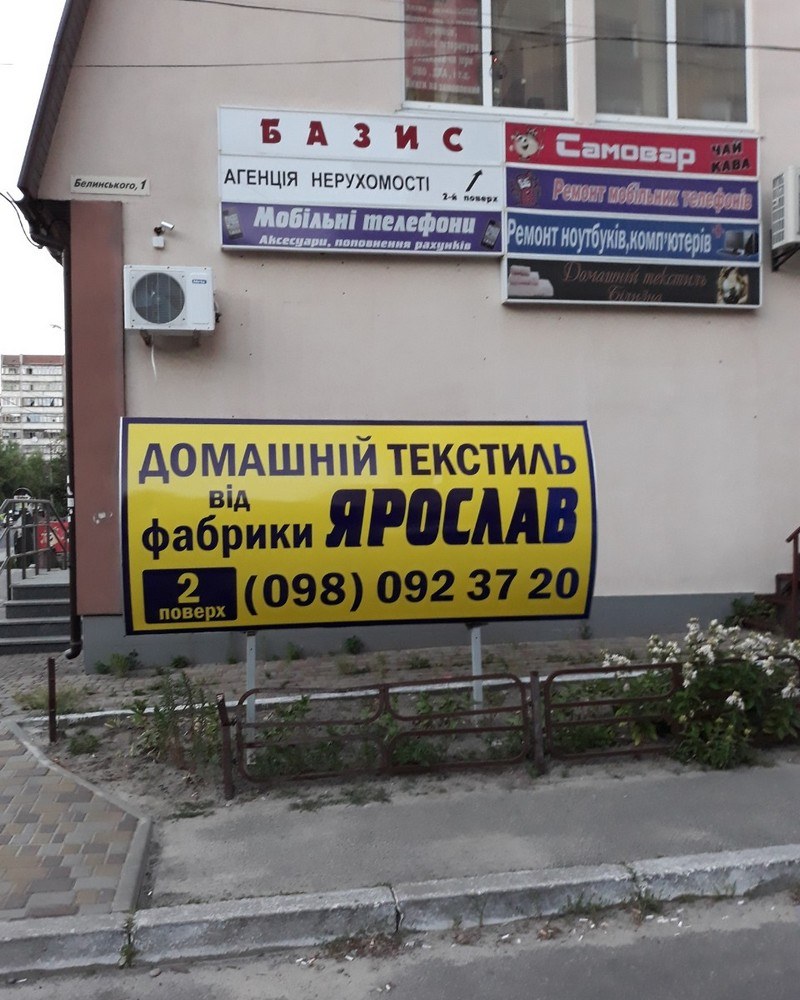 Белинського, 1
БАЗИС
АГЕНЦІЯ НЕРУХОМОСТІ
2-й поверх
Мобільні телефони
Аксесуари, поповнення рахунків
Самовар
ЧАЙ
КАВА
Ремонт мобільних телефонів
Ремонт ноутбуків,комп'ютерів
Домашній текстиль
Білизна
ДОМАШНІЙ ТЕКСТИЛЬ
від
фабрики ЯРОСЛАВ
2
поверх
(098) 092 37 20